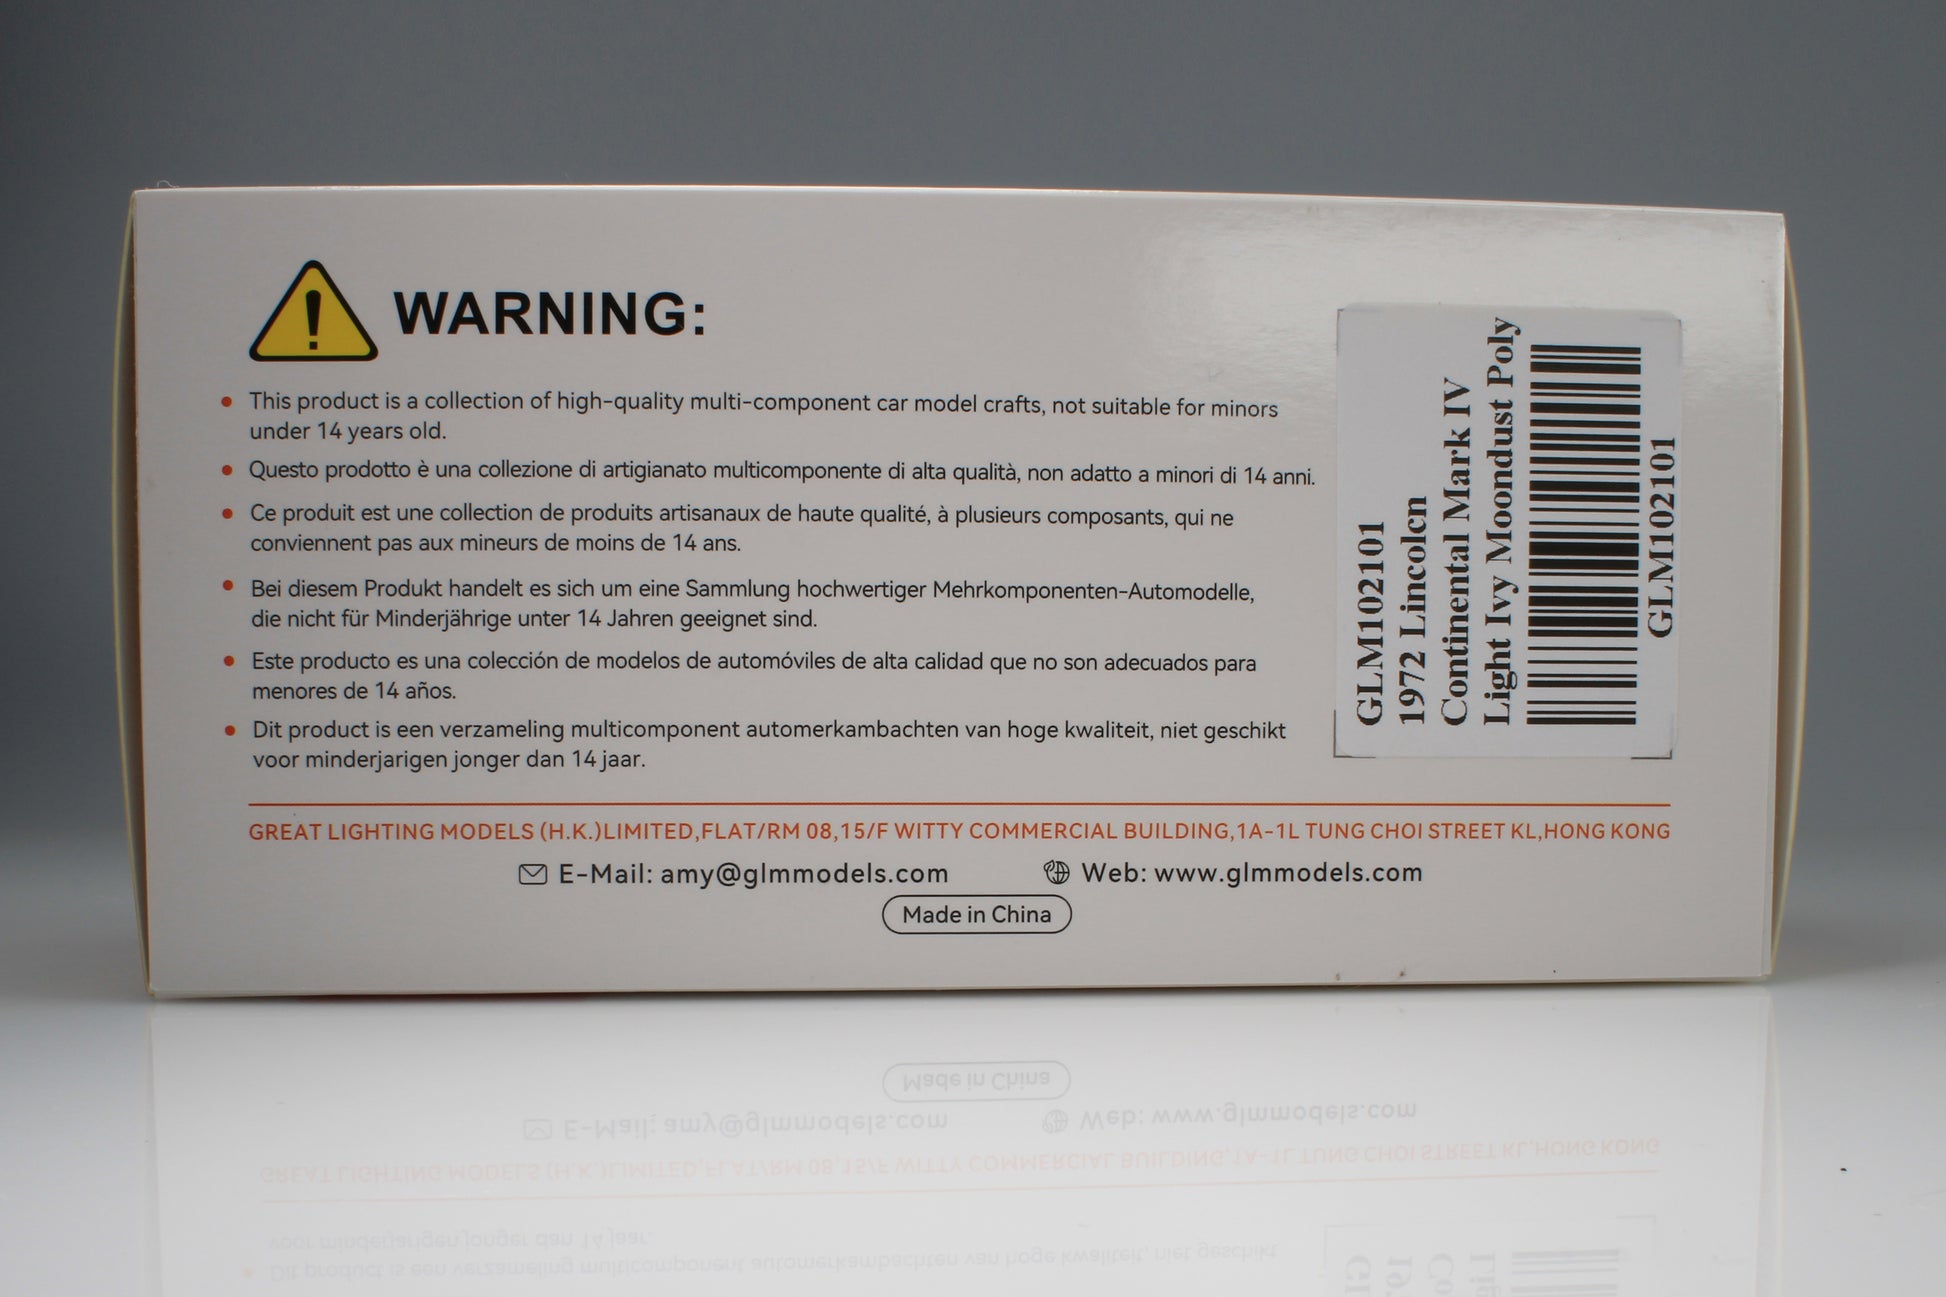 WARNING:
This product is a collection of high-quality multi-component car model crafts, not suitable for minors
under 14 years old.
Questo prodotto è una collezione di artigianato multicomponente di alta qualità, non adatto a minori di 14 anni.
Ce produit est une collection de produits artisanaux de haute qualité, à plusieurs composants, qui ne
conviennent pas aux mineurs de moins de 14 ans.
Bei diesem Produkt handelt es sich um eine Sammlung hochwertiger Mehrkomponenten-Automodelle,
die nicht für Minderjährige unter 14 Jahren geeignet sind.
Este producto es una colección de modelos de automóviles de alta calidad que no son adecuados para
menores de 14 años.
Dit product is een verzameling multicomponent automerkambachten van hoge kwaliteit, niet geschikt
voor minderjarigen jonger dan 14 jaar.
GLM102101
1972 Lincolcn
Continental Mark IV
Light Ivy Moondust Poly
GLM102101
GREAT LIGHTING MODELS (H.K.)LIMITED,FLAT/RM 08,15/F WITTY COMMERCIAL BUILDING,1A-1L TUNG CHOI STREET KL,HONG KONG
E-Mail: amy@glmmodels.com
Web: www.glmmodels.com
Made in China